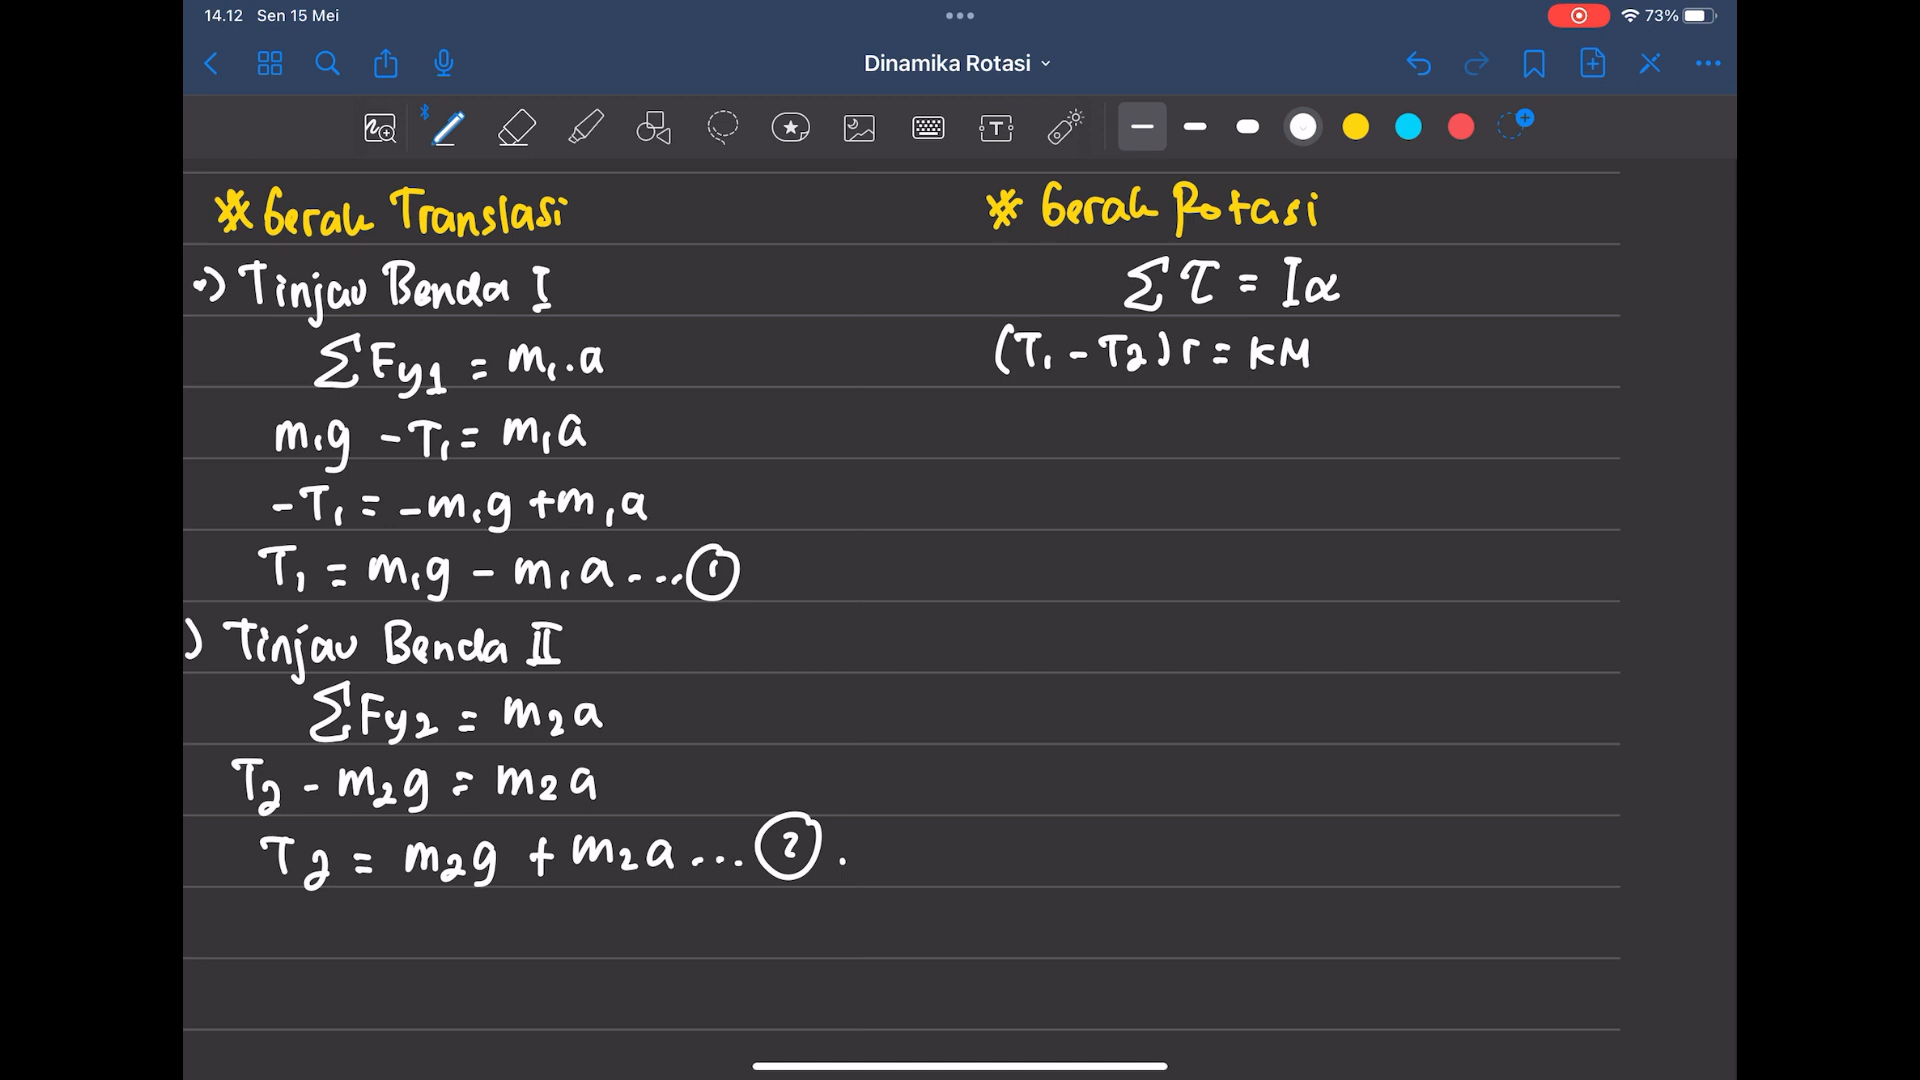 14.12 Sen 15 Mei
73%
Dinamika Rotasi
T
* Gerak Translasi
•) Tinjau Benda I
ΣFy1 = m₁.a
m₁g - T₁ = m₁a
-T₁ = -m₁g + m₁a
T₁ = m₁g - m₁a ... ①
) Tinjau Benda II
ΣFy₂ = m₂a
T₂ - m₂g = m₂a
T₂ = m₂g + m₂a ... ② .
* Gerak Rotasi
Στ = Iα
(T₁ - T₂) r = KM